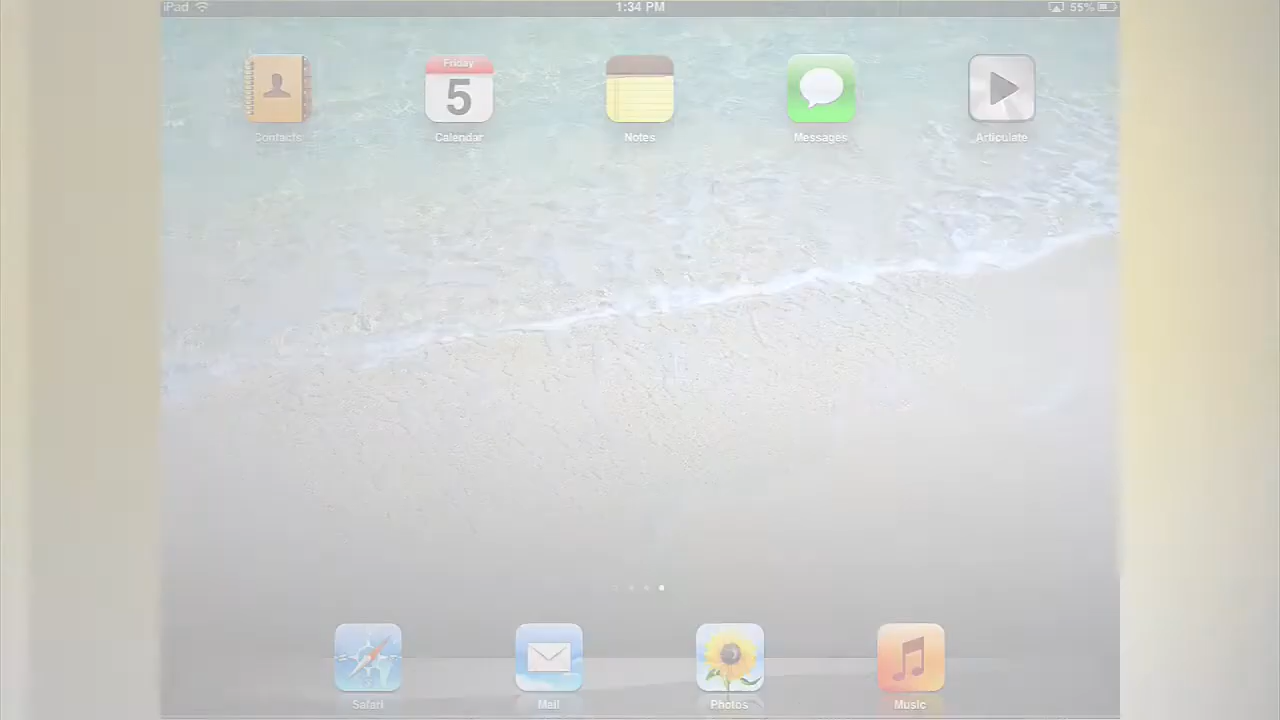 iPad 1:34 PM 55%
Friday
5
Contacts Calendar Notes Messages Articulate
Safari Mail Photos Music